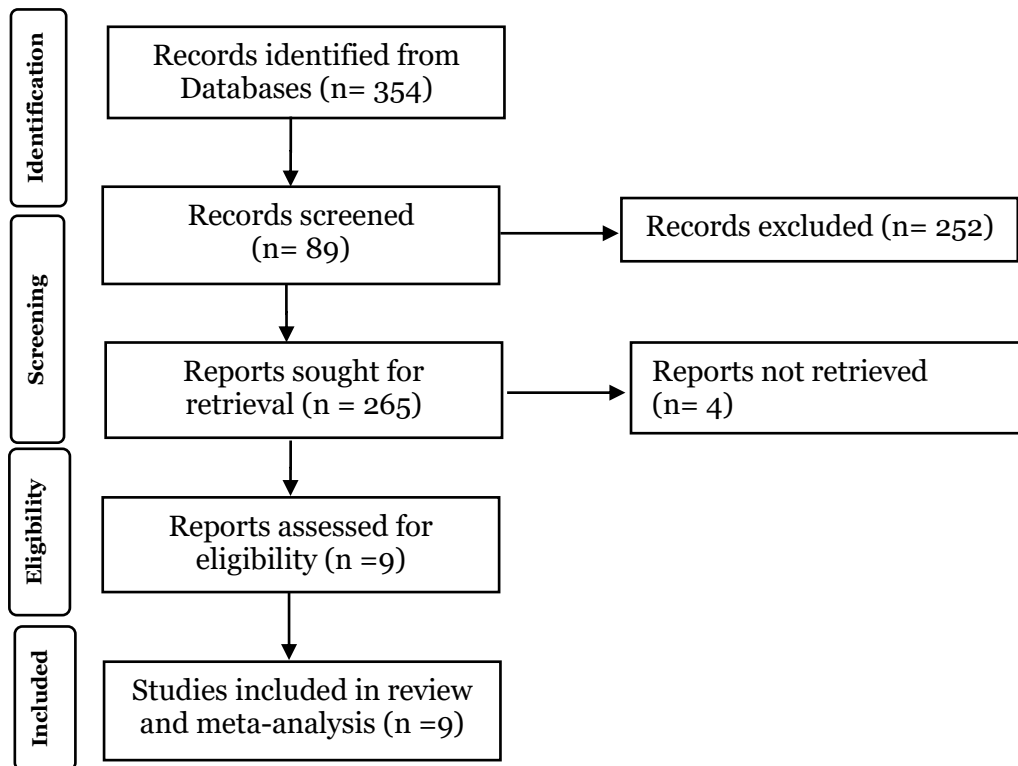 Identification
Records identified from
Databases (n= 354)
Screening
Records screened
(n= 89)
Records excluded (n= 252)
Reports sought for
retrieval (n = 265)
Reports not retrieved
(n= 4)
Eligibility
Reports assessed for
eligibility (n =9)
Included
Studies included in review
and meta-analysis (n =9)